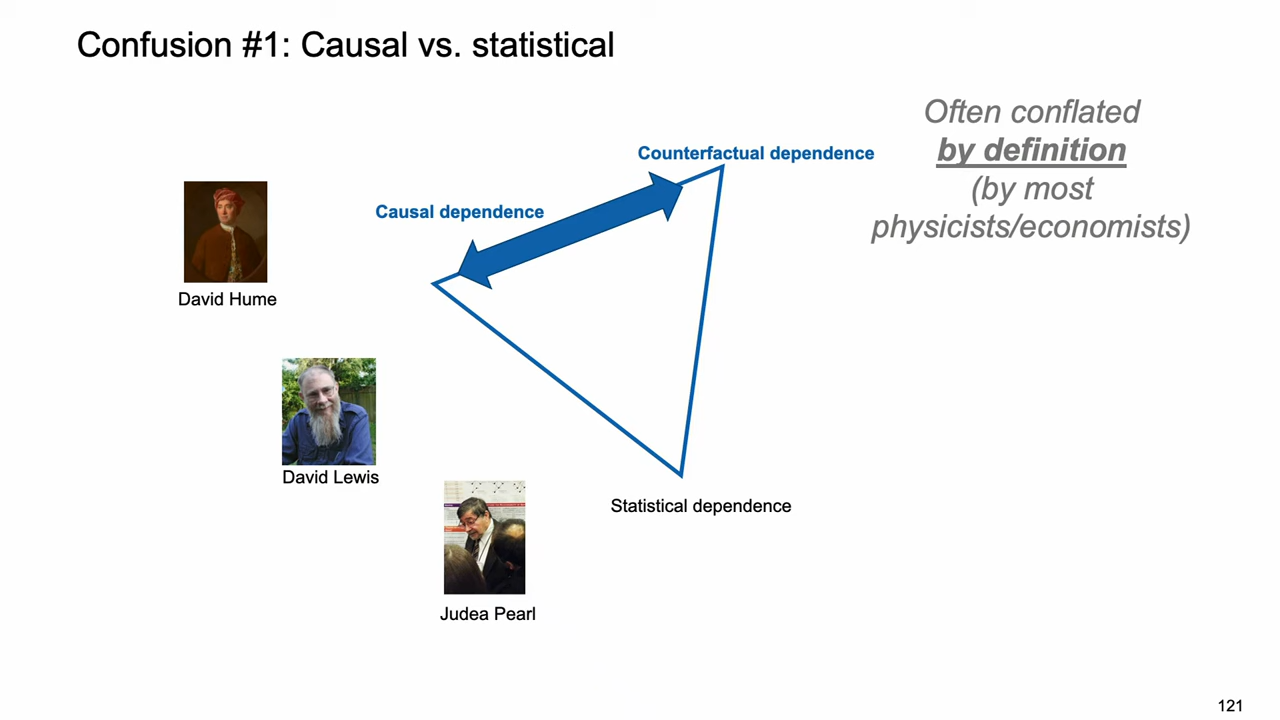 Confusion #1: Causal vs. statistical
Often conflated
by definition
(by most
physicists/economists)
Counterfactual dependence
Causal dependence
David Hume
David Lewis
Statistical dependence
Judea Pearl
121